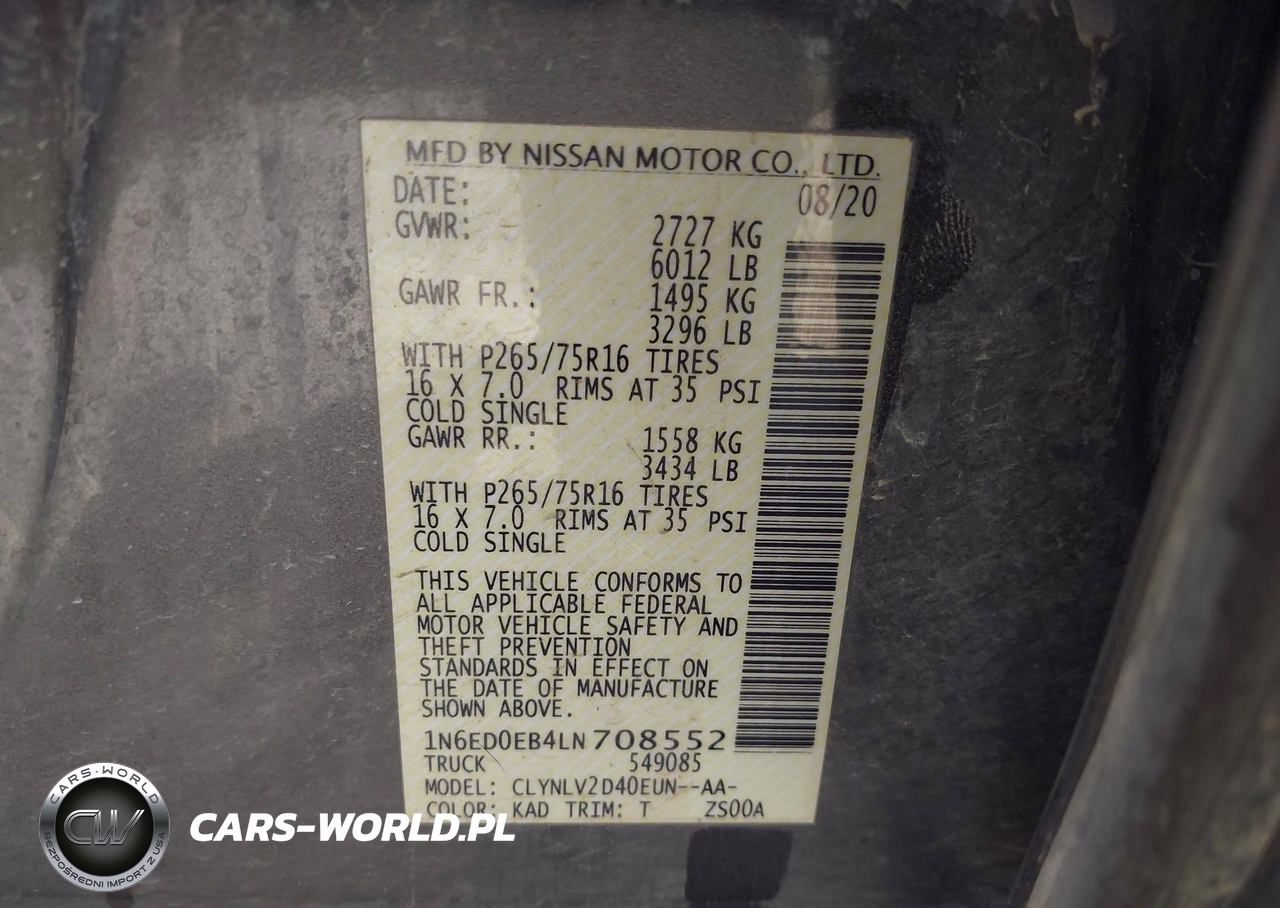 MFD BY NISSAN MOTOR CO., LTD.
DATE: 08/20
GVWR: 2727 KG
6012 LB
GAWR FR.: 1495 KG
3296 LB
WITH P265/75R16 TIRES
16 X 7.0 RIMS AT 35 PSI
COLD SINGLE
GAWR RR.: 1558 KG
3434 LB
WITH P265/75R16 TIRES
16 X 7.0 RIMS AT 35 PSI
COLD SINGLE
THIS VEHICLE CONFORMS TO
ALL APPLICABLE FEDERAL
MOTOR VEHICLE SAFETY AND
THEFT PREVENTION
STANDARDS IN EFFECT ON
THE DATE OF MANUFACTURE
SHOWN ABOVE.
1N6ED0EB4LN708552
TRUCK 549085
MODEL: CLYNLV2D40EUN--AA-
COLOR: KAD TRIM: T ZS00A
CARS-WORLD
CW
BEZPOŚREDNI IMPORT Z USA
CARS-WORLD.PL